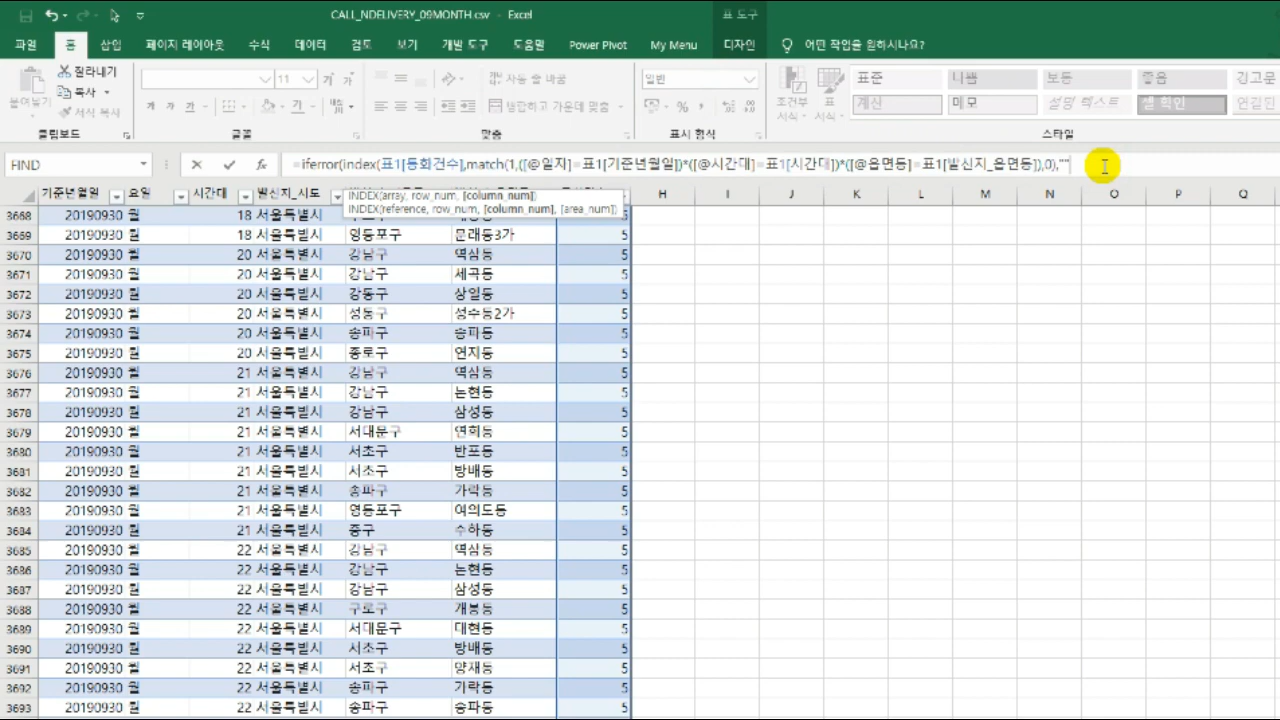 CALL_NDELIVERY_09MONTH.csv - Excel
표 도구
파일 홈 삽입 페이지 레이아웃 수식 데이터 검토 보기 개발 도구 도움말 Power Pivot My Menu 디자인 어떤 작업을 원하시나요?
잘라내기
복사
서식 복사
붙여넣기
11
자동 줄 바꿈
병합하고 가운데 맞춤
일반
조건부 서식
표 서식
표준 나쁨 보통 좋음 경고문
계산 메모 설명 텍스트 셀 확인 연결된
클립보드 글꼴 맞춤 표시 형식 스타일
FIND
=iferror(index(표1[통화건수],match(1,([@일자]=표1[기준년월일])*([@시간대]=표1[시간대])*([@읍면동]=표1[발신지_읍면동]),0),""
기준년월일 요일 시간대 발신지_시도 H I J K L M N O P Q
INDEX(array, row_num, [column_num])
INDEX(reference, row_num, [column_num], [area_num])
3668 20190930 월 18 서울특별시 5
3669 20190930 월 18 서울특별시 영등포구 문래동3가 5
3670 20190930 월 20 서울특별시 강남구 역삼동 5
3671 20190930 월 20 서울특별시 강남구 세곡동 5
3672 20190930 월 20 서울특별시 강동구 상일동 5
3673 20190930 월 20 서울특별시 성동구 성수동2가 5
3674 20190930 월 20 서울특별시 송파구 송파동 5
3675 20190930 월 20 서울특별시 종로구 연지동 5
3676 20190930 월 21 서울특별시 강남구 역삼동 5
3677 20190930 월 21 서울특별시 강남구 논현동 5
3678 20190930 월 21 서울특별시 강남구 삼성동 5
3679 20190930 월 21 서울특별시 서대문구 연희동 5
3680 20190930 월 21 서울특별시 서초구 반포동 5
3681 20190930 월 21 서울특별시 서초구 방배동 5
3682 20190930 월 21 서울특별시 송파구 가락동 5
3683 20190930 월 21 서울특별시 영등포구 여의도동 5
3684 20190930 월 21 서울특별시 중구 수하동 5
3685 20190930 월 22 서울특별시 강남구 역삼동 5
3686 20190930 월 22 서울특별시 강남구 논현동 5
3687 20190930 월 22 서울특별시 강남구 삼성동 5
3688 20190930 월 22 서울특별시 구로구 개봉동 5
3689 20190930 월 22 서울특별시 서대문구 대현동 5
3690 20190930 월 22 서울특별시 서초구 방배동 5
3691 20190930 월 22 서울특별시 서초구 양재동 5
3692 20190930 월 22 서울특별시 송파구 가락동 5
3693 20190930 월 22 서울특별시 송파구 송파동 5